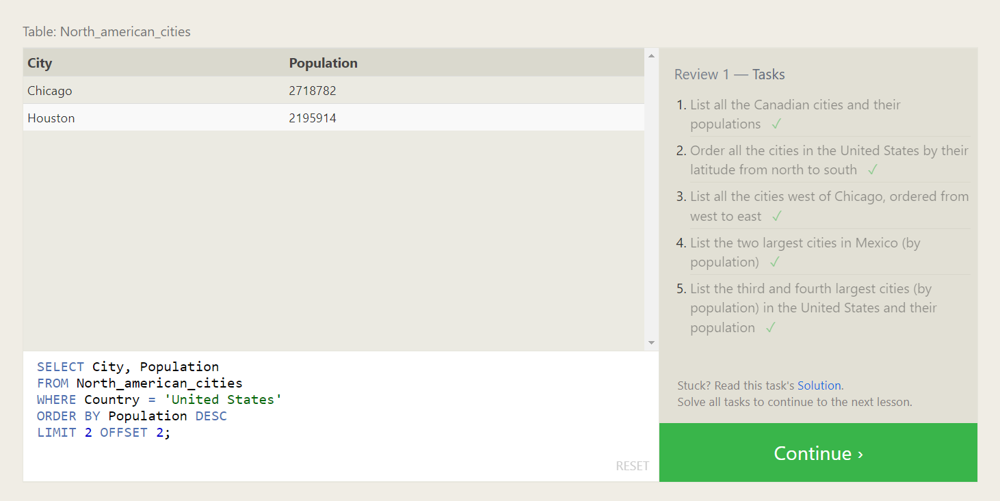 Table: North_american_cities
City Population
Chicago 2718782
Houston 2195914
SELECT City, Population
FROM North_american_cities
WHERE Country = 'United States'
ORDER BY Population DESC
LIMIT 2 OFFSET 2;
RESET
Review 1 — Tasks
1. List all the Canadian cities and their
populations ✓
2. Order all the cities in the United States by their
latitude from north to south ✓
3. List all the cities west of Chicago, ordered from
west to east ✓
4. List the two largest cities in Mexico (by
population) ✓
5. List the third and fourth largest cities (by
population) in the United States and their
population ✓
Stuck? Read this task's Solution.
Solve all tasks to continue to the next lesson.
Continue ›